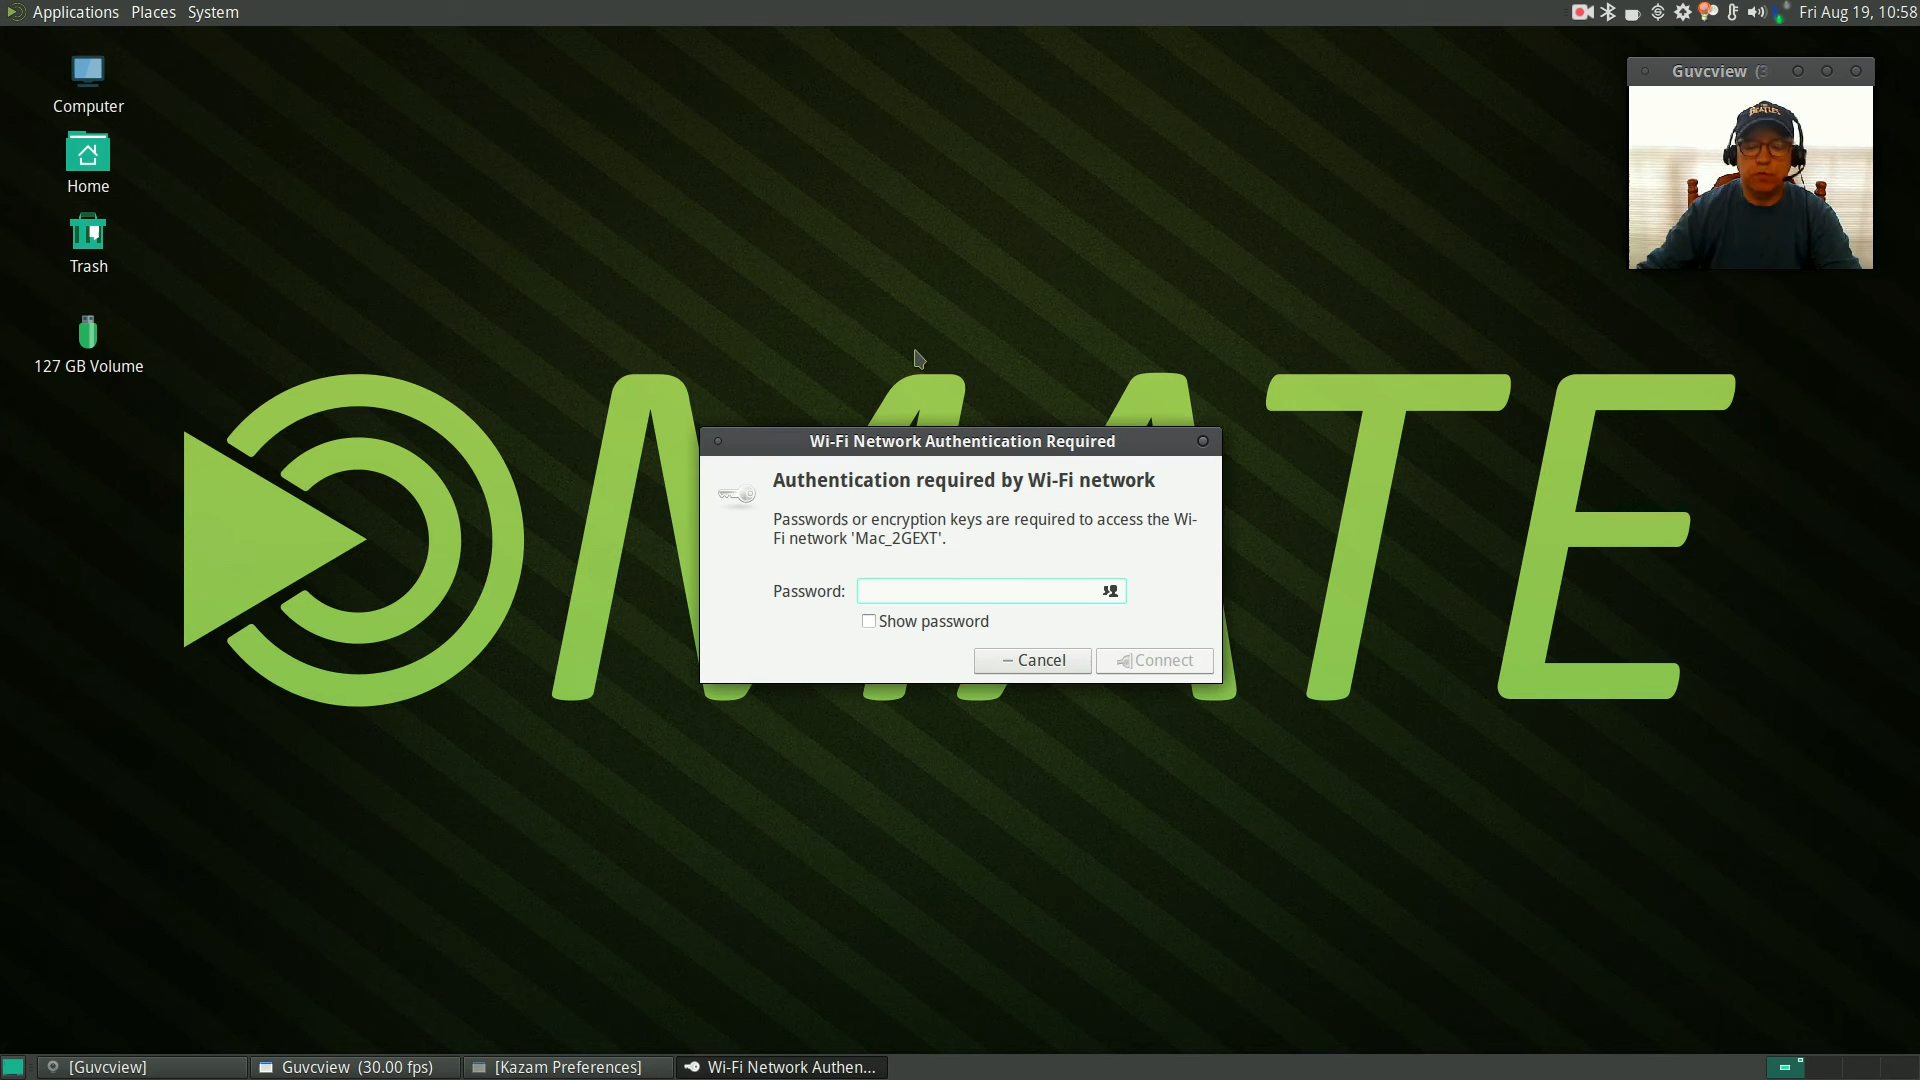 Applications Places System
Fri Aug 19, 10:58
Computer
Home
Trash
127 GB Volume
Guvcview (3
BEATLES
MATE
Wi-Fi Network Authentication Required
Authentication required by Wi-Fi network
Passwords or encryption keys are required to access the Wi-
Fi network 'Mac_2GEXT'.
Password:
Show password
Cancel
Connect
[Guvcview]
Guvcview (30.00 fps)
[Kazam Preferences]
Wi-Fi Network Authen...